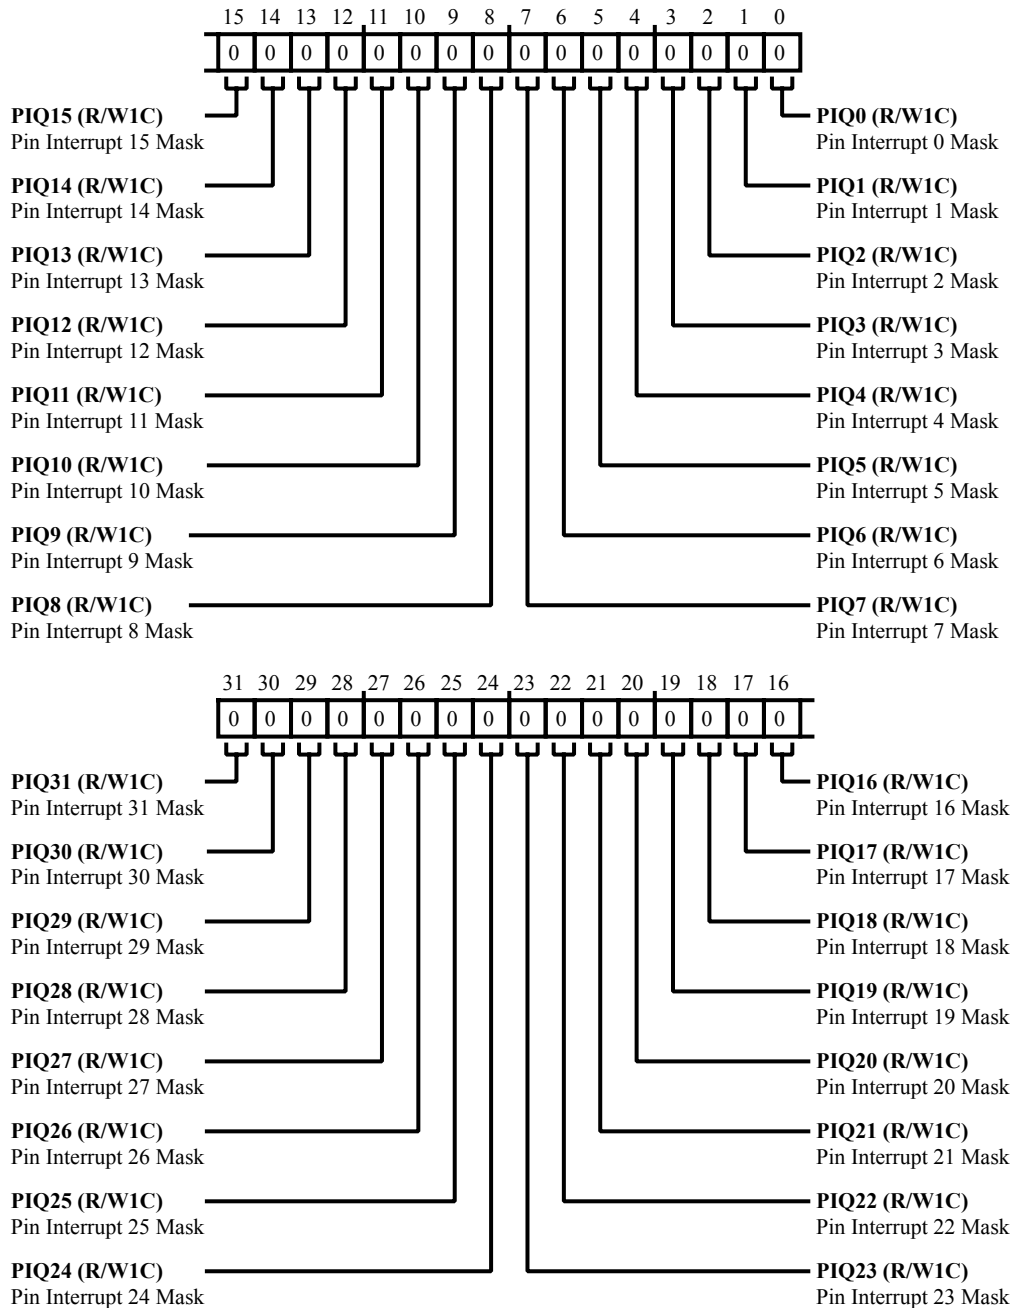 15 14 13 12 11 10 9 8 7 6 5 4 3 2 1 0
0 0 0 0 0 0 0 0 0 0 0 0 0 0 0 0
PIQ15 (R/W1C)
Pin Interrupt 15 Mask
PIQ14 (R/W1C)
Pin Interrupt 14 Mask
PIQ13 (R/W1C)
Pin Interrupt 13 Mask
PIQ12 (R/W1C)
Pin Interrupt 12 Mask
PIQ11 (R/W1C)
Pin Interrupt 11 Mask
PIQ10 (R/W1C)
Pin Interrupt 10 Mask
PIQ9 (R/W1C)
Pin Interrupt 9 Mask
PIQ8 (R/W1C)
Pin Interrupt 8 Mask
PIQ0 (R/W1C)
Pin Interrupt 0 Mask
PIQ1 (R/W1C)
Pin Interrupt 1 Mask
PIQ2 (R/W1C)
Pin Interrupt 2 Mask
PIQ3 (R/W1C)
Pin Interrupt 3 Mask
PIQ4 (R/W1C)
Pin Interrupt 4 Mask
PIQ5 (R/W1C)
Pin Interrupt 5 Mask
PIQ6 (R/W1C)
Pin Interrupt 6 Mask
PIQ7 (R/W1C)
Pin Interrupt 7 Mask
31 30 29 28 27 26 25 24 23 22 21 20 19 18 17 16
0 0 0 0 0 0 0 0 0 0 0 0 0 0 0 0
PIQ31 (R/W1C)
Pin Interrupt 31 Mask
PIQ30 (R/W1C)
Pin Interrupt 30 Mask
PIQ29 (R/W1C)
Pin Interrupt 29 Mask
PIQ28 (R/W1C)
Pin Interrupt 28 Mask
PIQ27 (R/W1C)
Pin Interrupt 27 Mask
PIQ26 (R/W1C)
Pin Interrupt 26 Mask
PIQ25 (R/W1C)
Pin Interrupt 25 Mask
PIQ24 (R/W1C)
Pin Interrupt 24 Mask
PIQ16 (R/W1C)
Pin Interrupt 16 Mask
PIQ17 (R/W1C)
Pin Interrupt 17 Mask
PIQ18 (R/W1C)
Pin Interrupt 18 Mask
PIQ19 (R/W1C)
Pin Interrupt 19 Mask
PIQ20 (R/W1C)
Pin Interrupt 20 Mask
PIQ21 (R/W1C)
Pin Interrupt 21 Mask
PIQ22 (R/W1C)
Pin Interrupt 22 Mask
PIQ23 (R/W1C)
Pin Interrupt 23 Mask